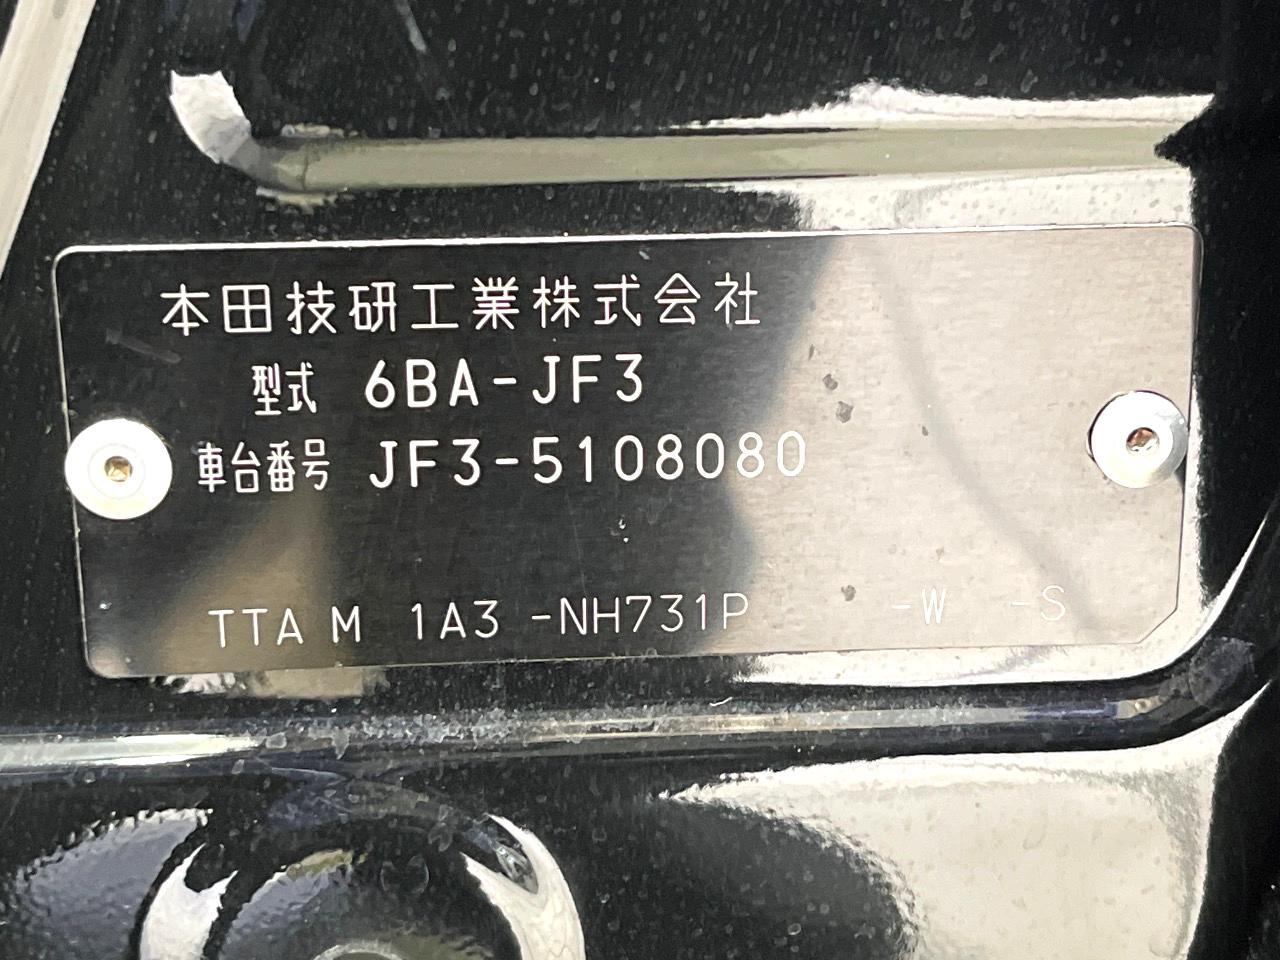 本田技研工業株式会社
型式 6BA-JF3
車台番号 JF3-5108080
TTA M 1A3 -NH731P -W -S